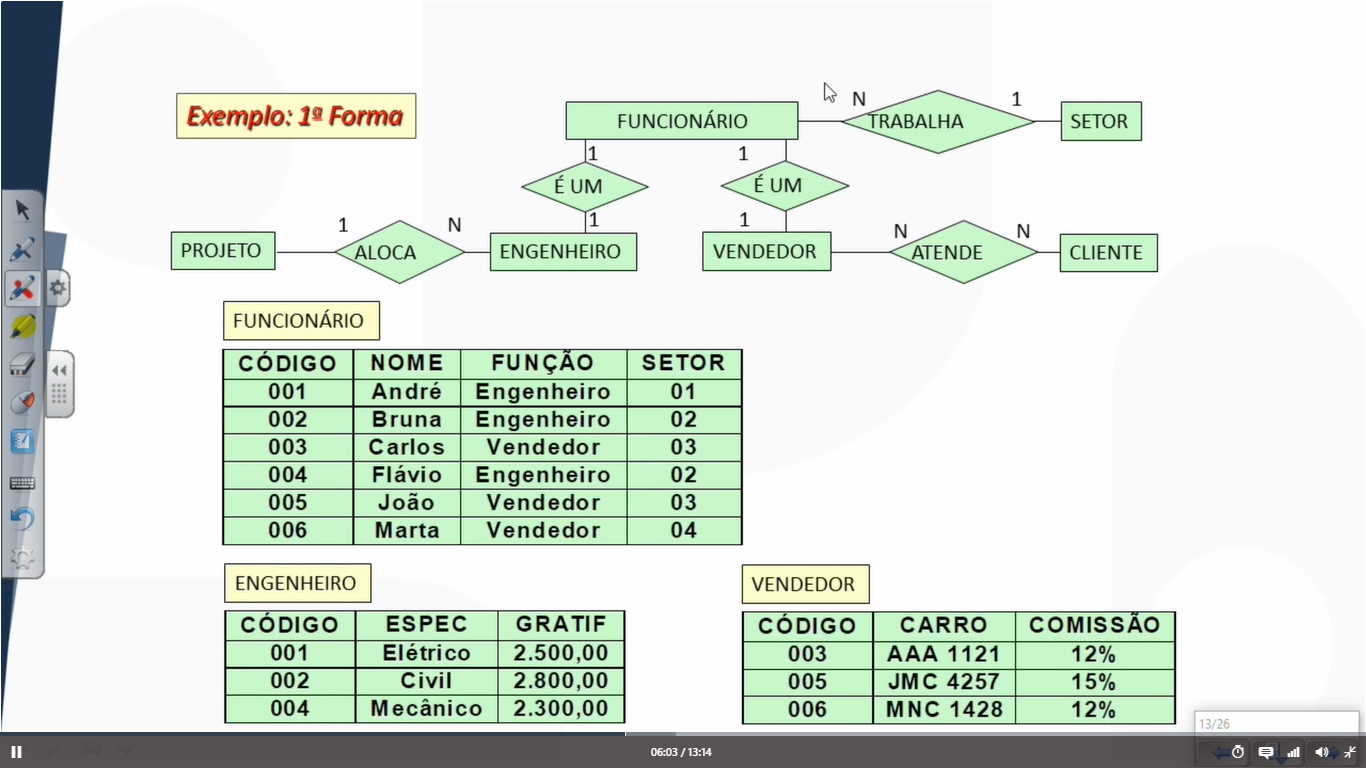 Exemplo: 1ª Forma
FUNCIONÁRIO
N
TRABALHA
1
SETOR
1
1
É UM
É UM
1
1
PROJETO
1
ALOCA
N
ENGENHEIRO
VENDEDOR
N
ATENDE
N
CLIENTE
FUNCIONÁRIO
CÓDIGO NOME FUNÇÃO SETOR
001 André Engenheiro 01
002 Bruna Engenheiro 02
003 Carlos Vendedor 03
004 Flávio Engenheiro 02
005 João Vendedor 03
006 Marta Vendedor 04
ENGENHEIRO
CÓDIGO ESPEC GRATIF
001 Elétrico 2.500,00
002 Civil 2.800,00
004 Mecânico 2.300,00
VENDEDOR
CÓDIGO CARRO COMISSÃO
003 AAA 1121 12%
005 JMC 4257 15%
006 MNC 1428 12%
13/26
06:03 / 13:14